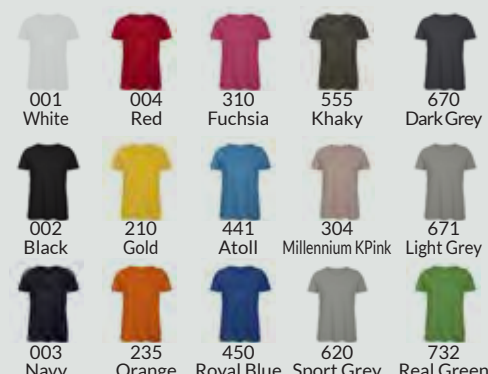 001 004 310 555 670
White Red Fuchsia Khaky Dark Grey
002 210 441 304 671
Black Gold Atoll Millennium KPink Light Grey
003 235 450 620 732
Navy Orange Royal Blue Sport Grey Real Green